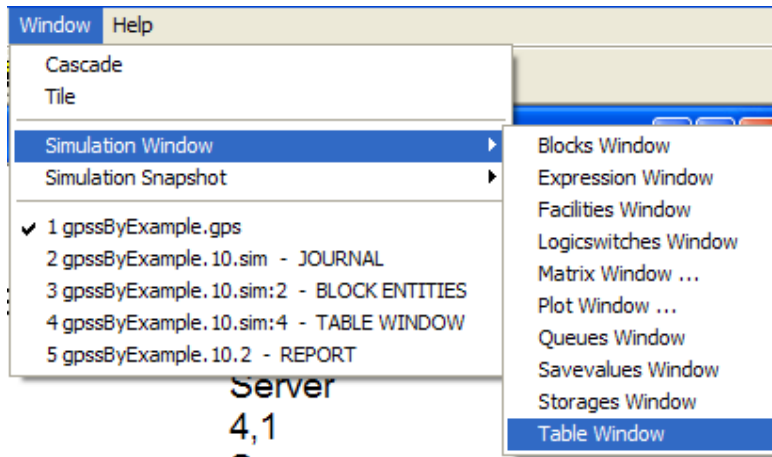 Window Help
Cascade
Tile
Simulation Window
Simulation Snapshot
1 gpssByExample.gps
2 gpssByExample.10.sim - JOURNAL
3 gpssByExample.10.sim:2 - BLOCK ENTITIES
4 gpssByExample.10.sim:4 - TABLE WINDOW
5 gpssByExample.10.2 - REPORT
Blocks Window
Expression Window
Facilities Window
Logicswitches Window
Matrix Window ...
Plot Window ...
Queues Window
Savevalues Window
Storages Window
Table Window
Server
4,1